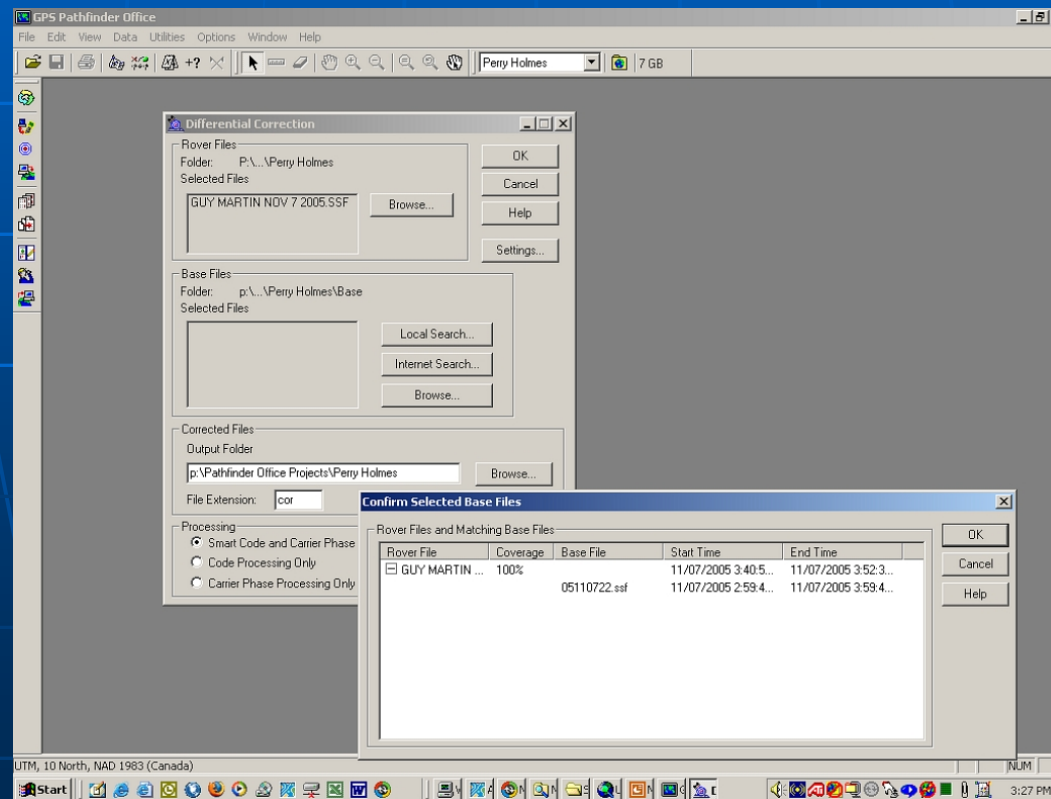 GPS Pathfinder Office
File Edit View Data Utilities Options Window Help
Perry Holmes 7 GB
Differential Correction
Rover Files
Folder: P:\...\Perry Holmes
Selected Files
GUY MARTIN NOV 7 2005.SSF
Browse...
OK
Cancel
Help
Settings...
Base Files
Folder: p:\...\Perry Holmes\Base
Selected Files
Local Search...
Internet Search...
Browse...
Corrected Files
Output Folder
p:\Pathfinder Office Projects\Perry Holmes
Browse...
File Extension: cor
Processing
Smart Code and Carrier Phase
Code Processing Only
Carrier Phase Processing Only
Confirm Selected Base Files
Rover Files and Matching Base Files
Rover File Coverage Base File Start Time End Time
GUY MARTIN ... 100% 11/07/2005 3:40:5... 11/07/2005 3:52:3...
05110722.ssf 11/07/2005 2:59:4... 11/07/2005 3:59:4...
OK
Cancel
Help
UTM, 10 North, NAD 1983 (Canada) NUM
Start 3:27 PM